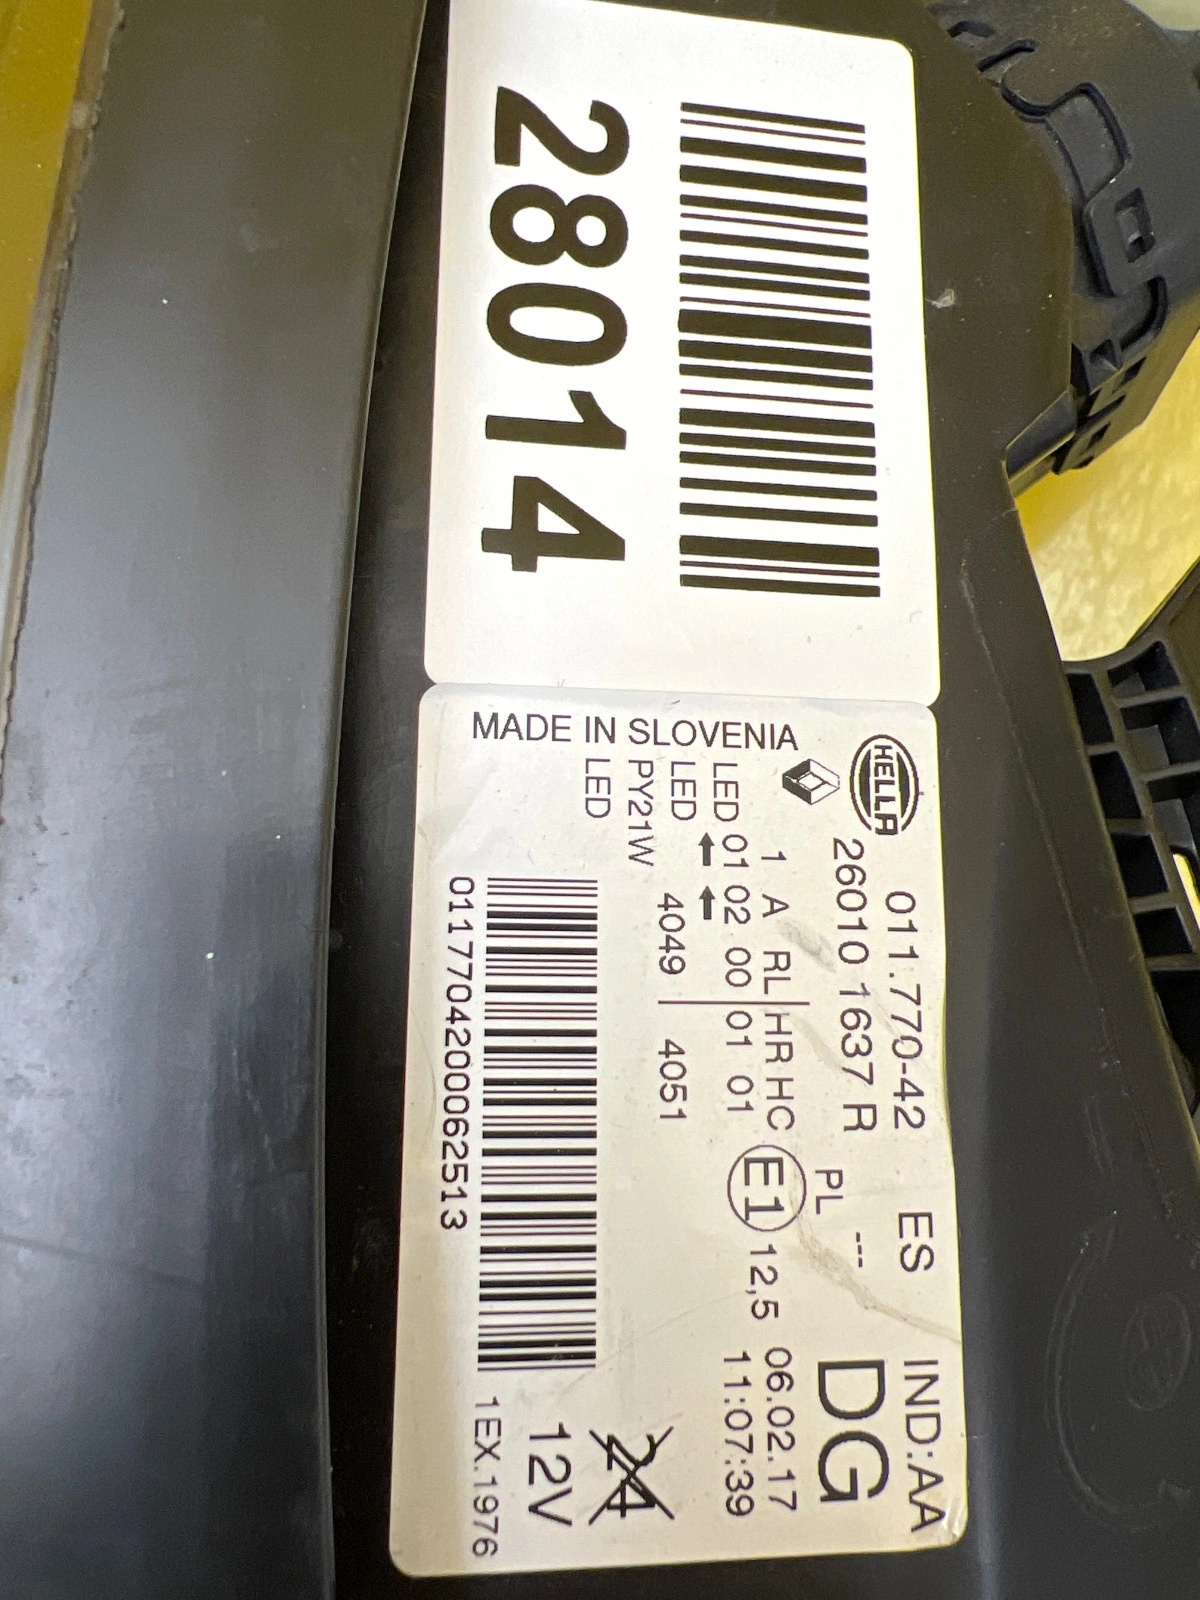 28014
HELLA 011.770-42 ES IND:AA
26010 1637 R PL --- DG
1 A RL HR HC E1 12,5 06.02.17
LED 01 02 00 01 01 11:07:39
LED 4049 4051
PY21W
LED
24
12V
MADE IN SLOVENIA
0117704200062513
1EX.1976